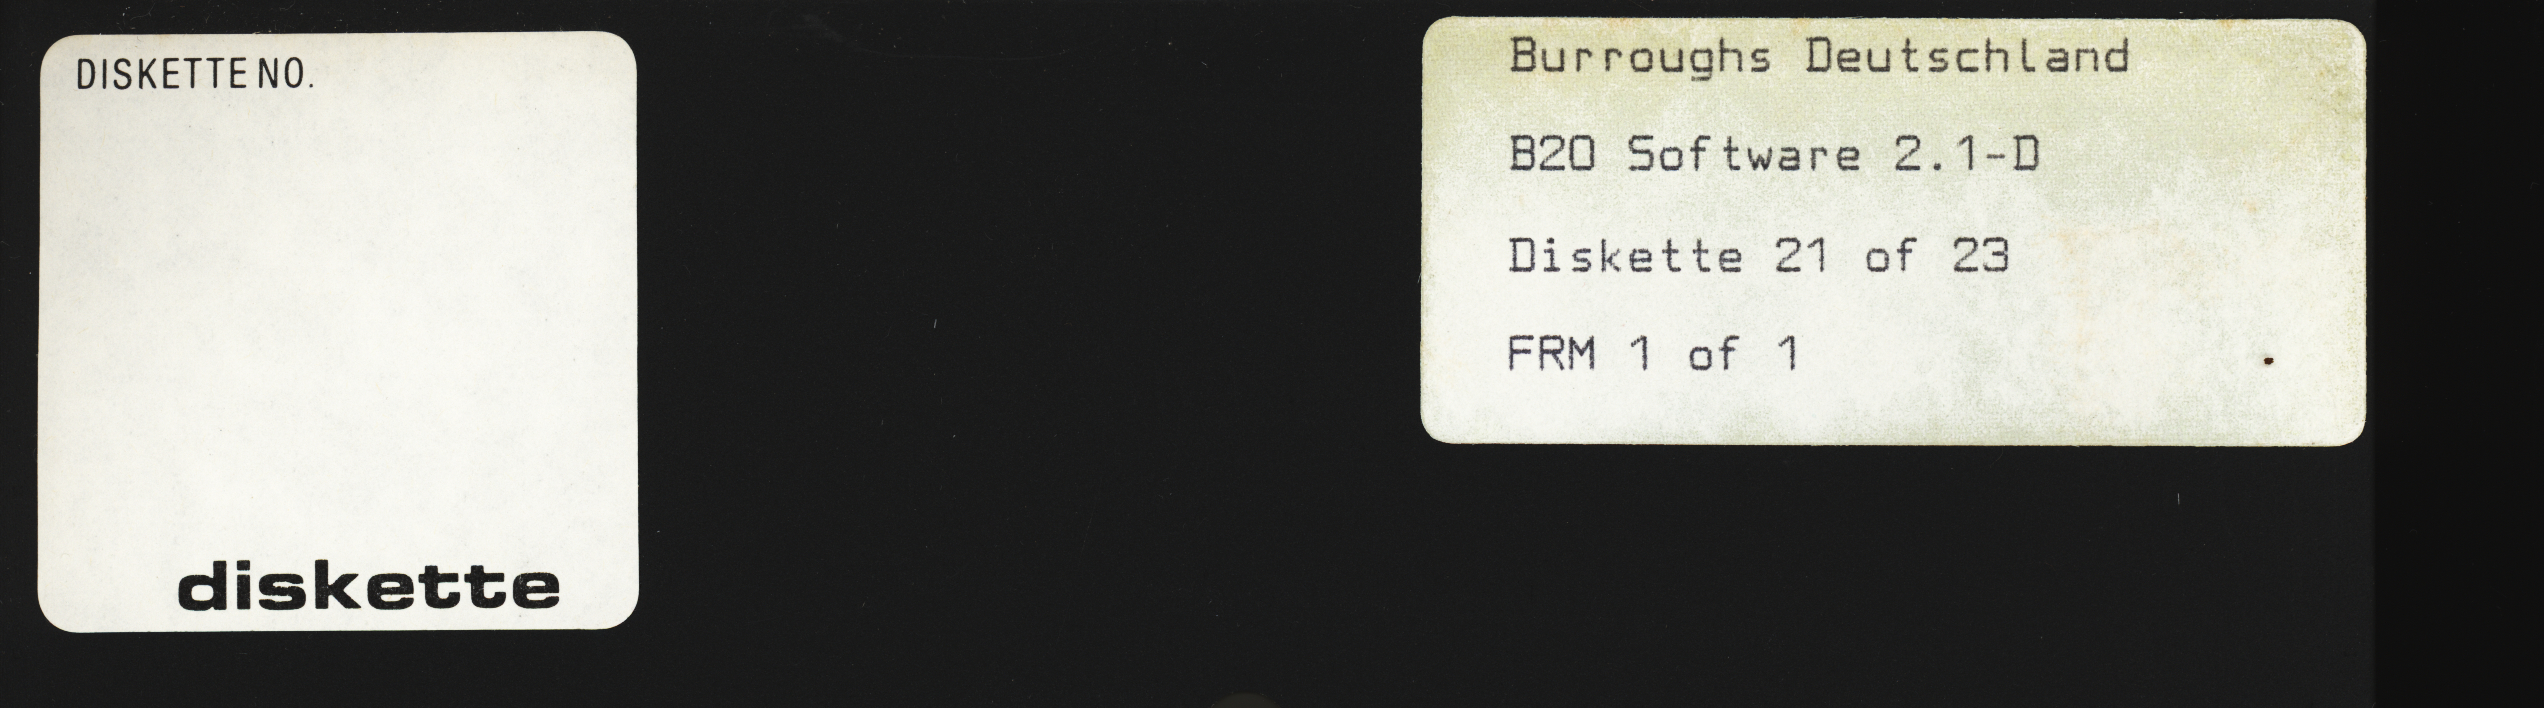 DISKETTE NO.
diskette
Burroughs Deutschland
B20 Software 2.1-D
Diskette 21 of 23
FRM 1 of 1